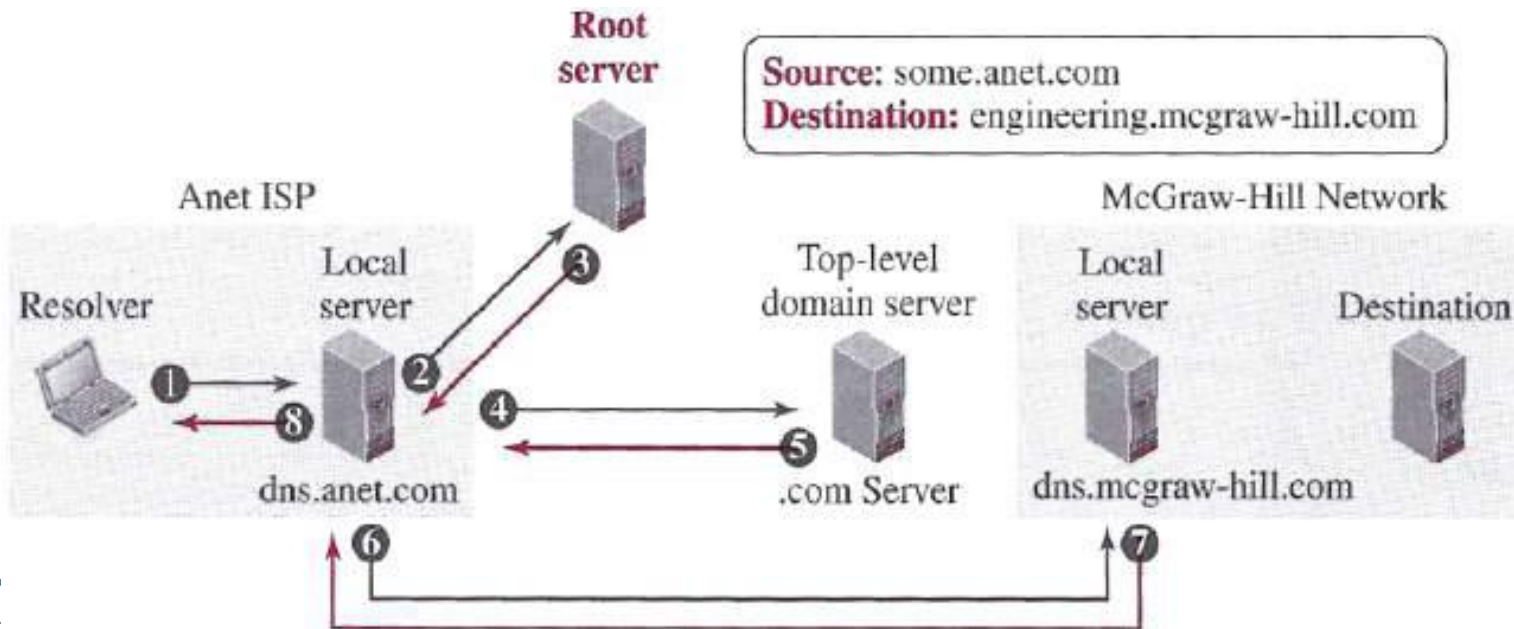 Root
server
Source: some.anet.com
Destination: engineering.mcgraw-hill.com
Anet ISP
McGraw-Hill Network
Resolver
Local
server
Top-level
domain server
Local
server
Destination
1
2
3
4
5
6
7
8
dns.anet.com
.com Server
dns.mcgraw-hill.com